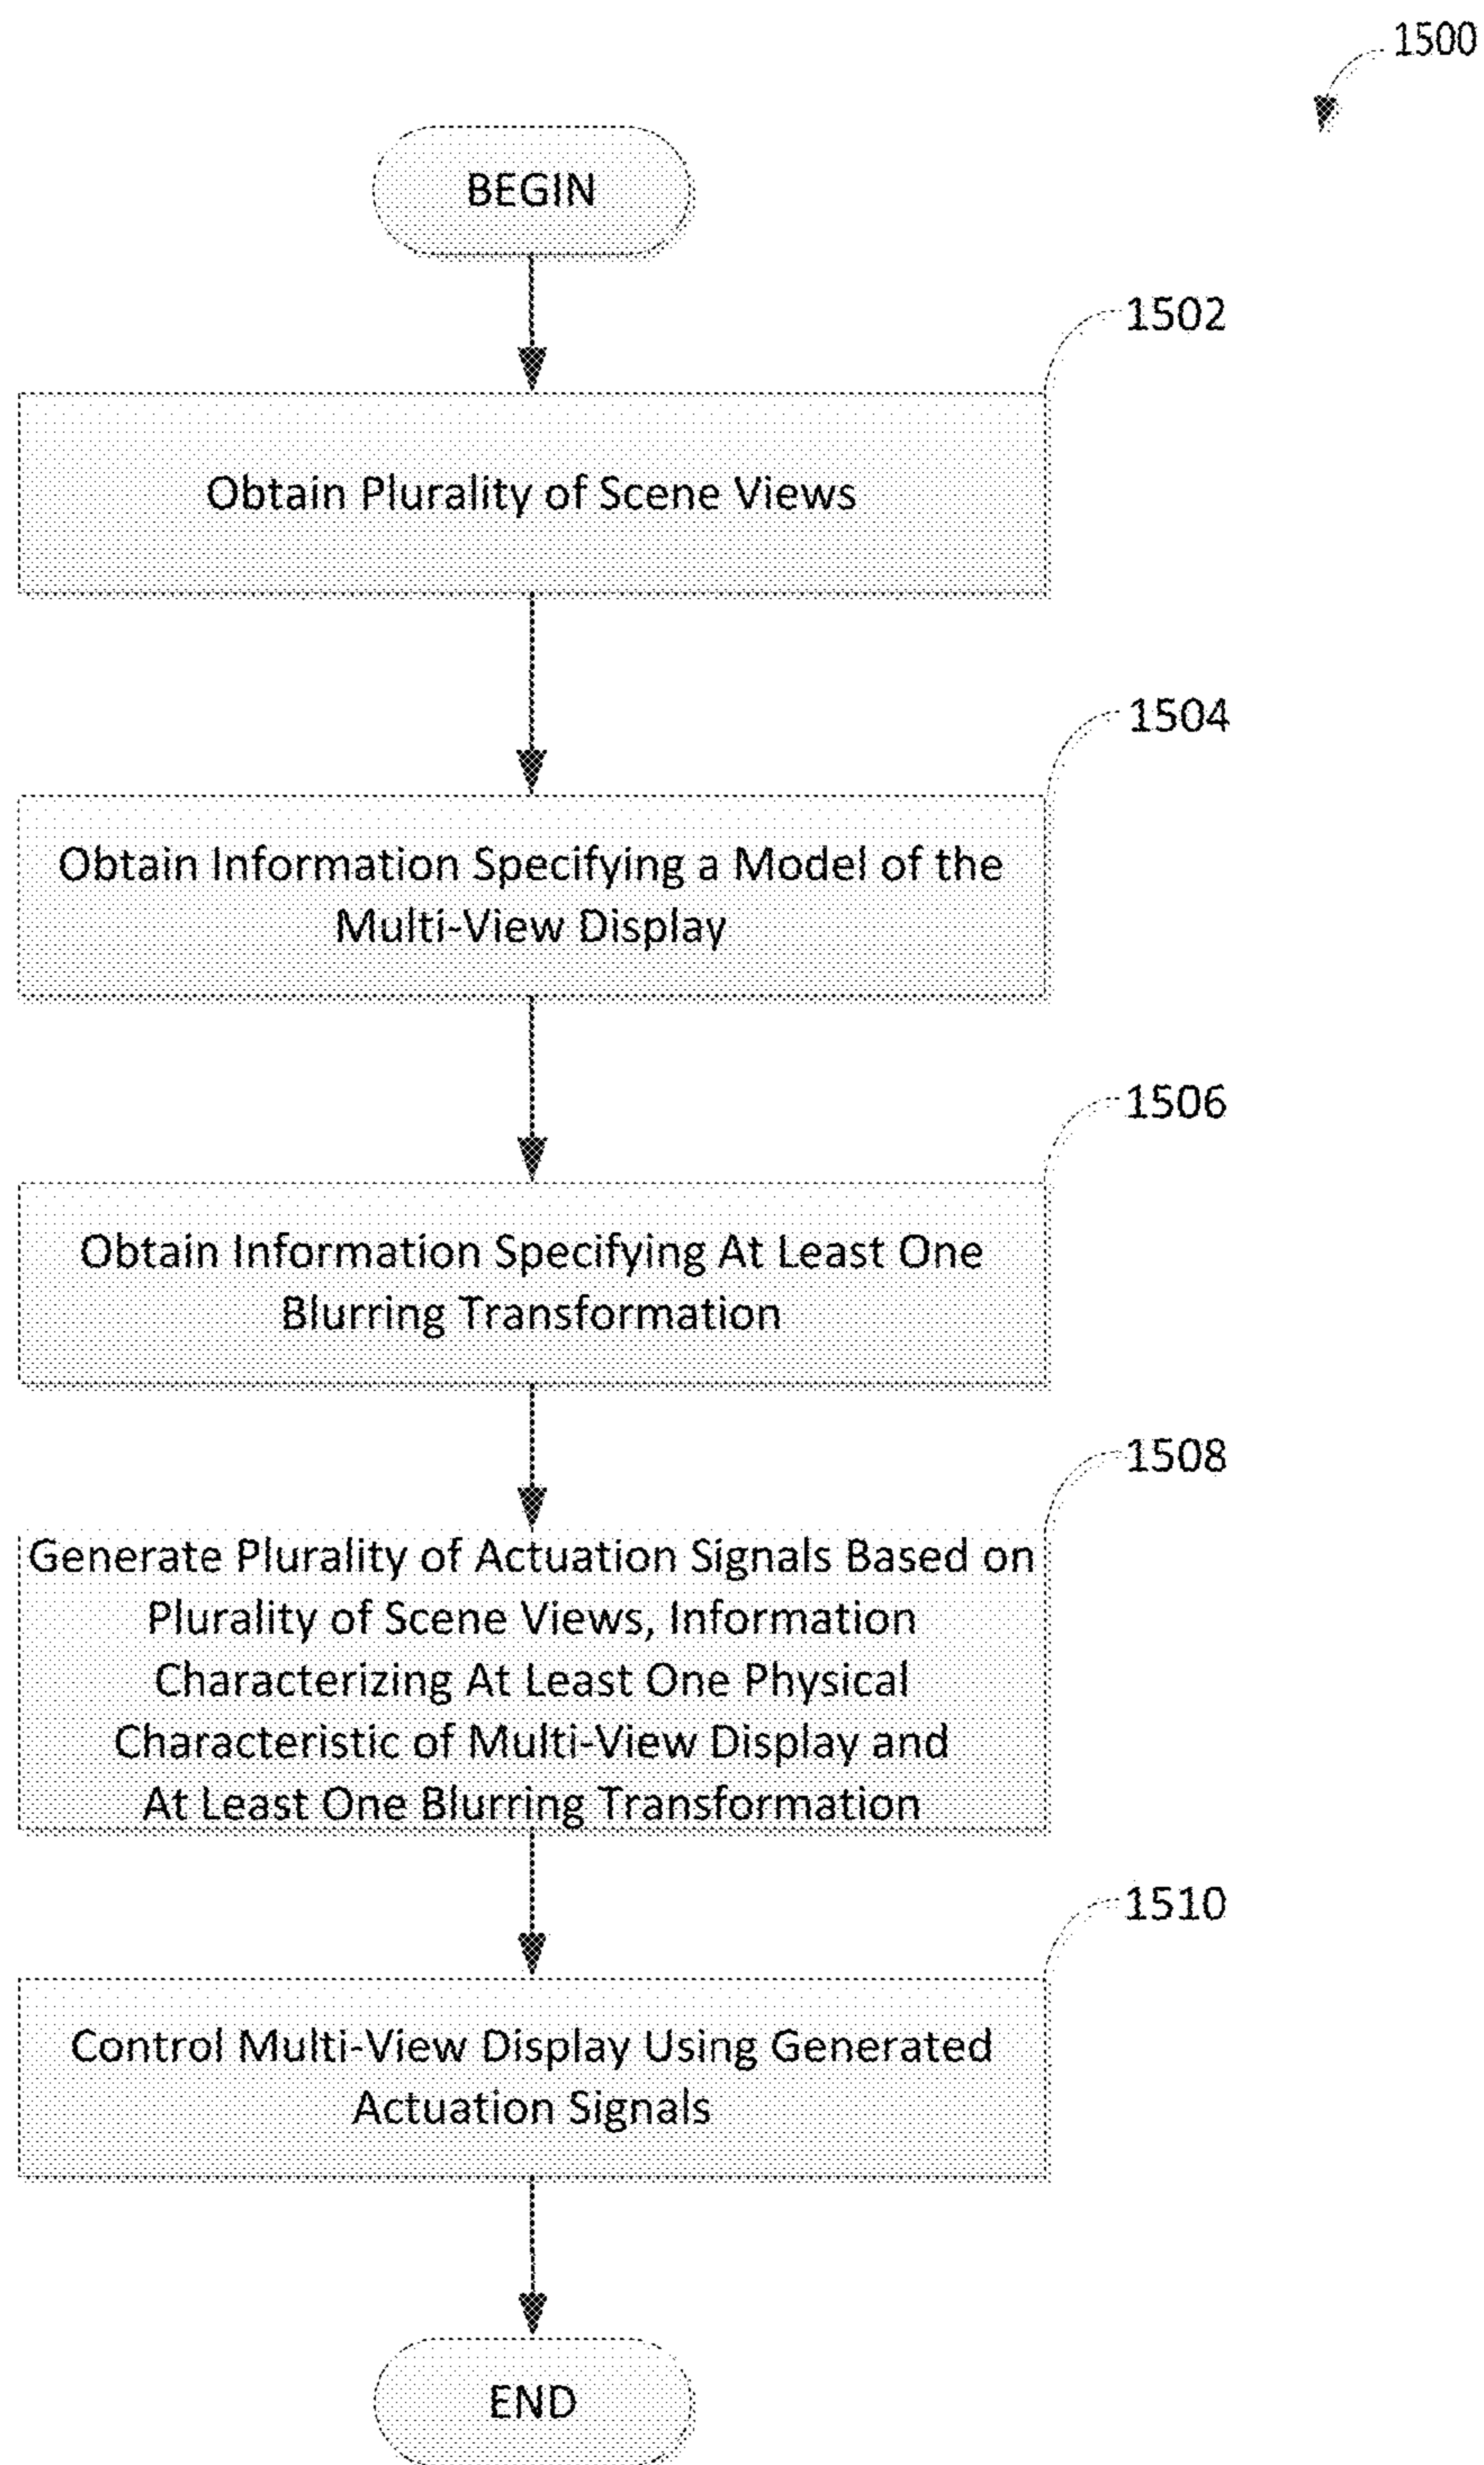 1500
BEGIN
1502
Obtain Plurality of Scene Views
1504
Obtain Information Specifying a Model of the
Multi-View Display
1506
Obtain Information Specifying At Least One
Blurring Transformation
1508
Generate Plurality of Actuation Signals Based on
Plurality of Scene Views, Information
Characterizing At Least One Physical
Characteristic of Multi-View Display and
At Least One Blurring Transformation
1510
Control Multi-View Display Using Generated
Actuation Signals
END